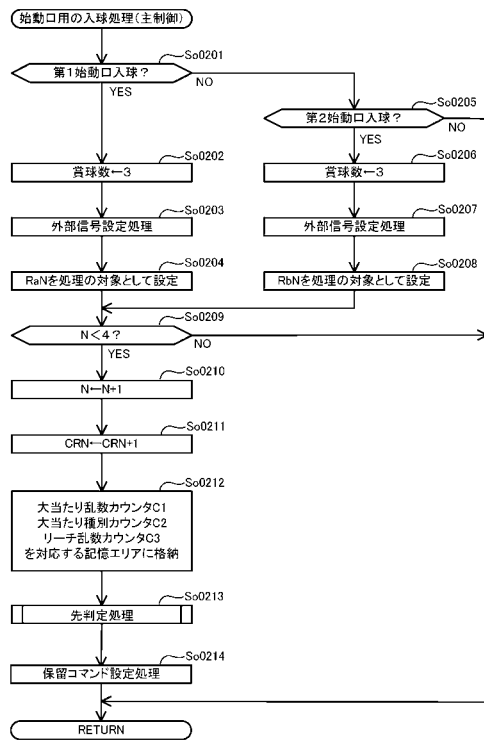 始動口用の入球処理(主制御)
So0201
第1始動口入球?
NO
YES
So0205
第2始動口入球?
NO
YES
So0202
賞球数←3
So0206
賞球数←3
So0203
外部信号設定処理
So0207
外部信号設定処理
So0204
RaNを処理の対象として設定
So0208
RbNを処理の対象として設定
So0209
N<4?
NO
YES
So0210
N←N+1
So0211
CRN←CRN+1
So0212
大当たり乱数カウンタC1
大当たり種別カウンタC2
リーチ乱数カウンタC3
を対応する記憶エリアに格納
So0213
先判定処理
So0214
保留コマンド設定処理
RETURN